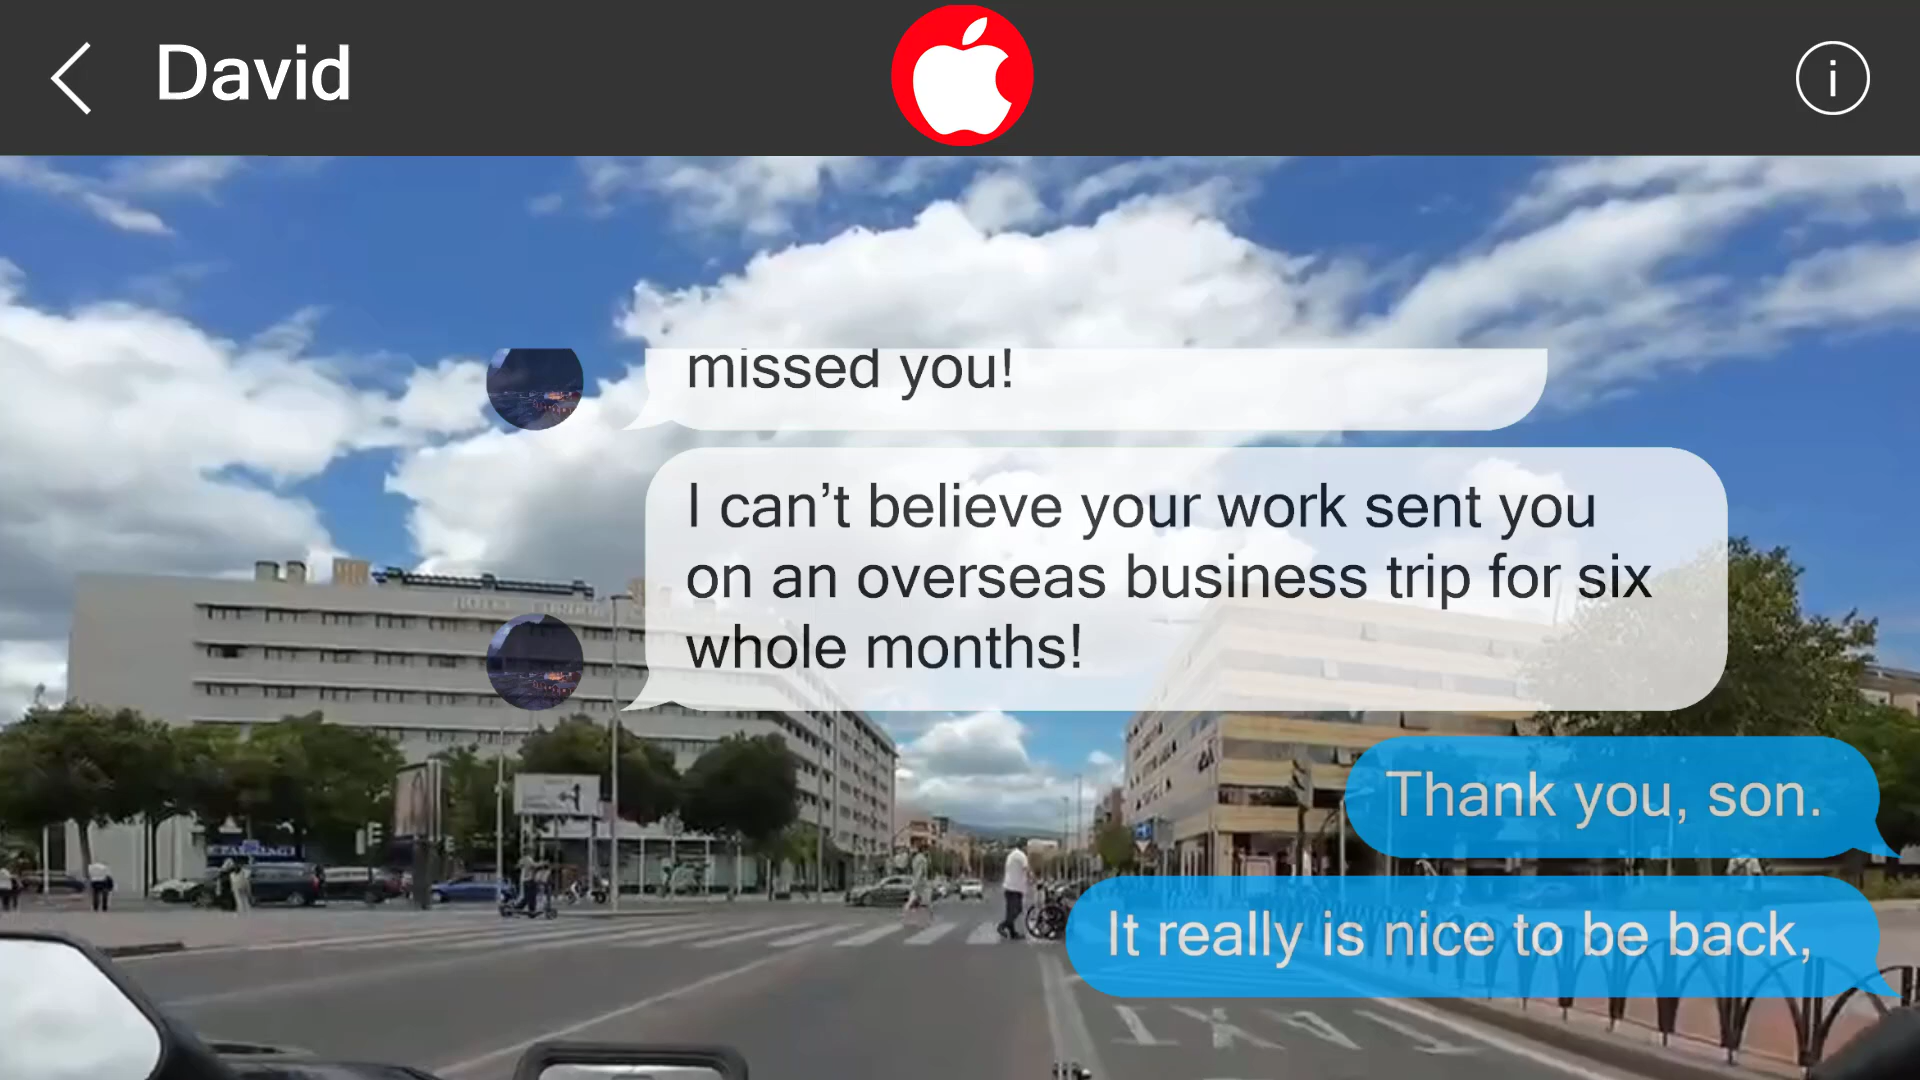 David
i
missed you!
I can’t believe your work sent you
on an overseas business trip for six
whole months!
Thank you, son.
It really is nice to be back,
TAXI